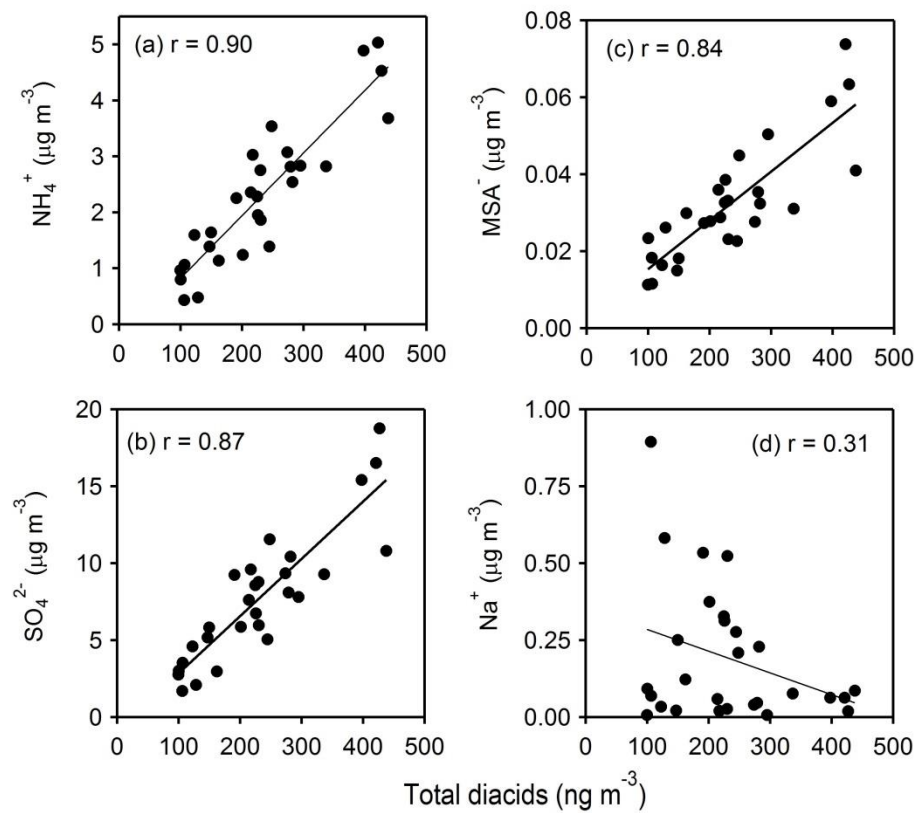 (a) r = 0.90
NH₄⁺ (µg m⁻³)
5
4
3
2
1
0
0 100 200 300 400 500
(c) r = 0.84
MSA⁻ (µg m⁻³)
0.08
0.06
0.04
0.02
0.00
0 100 200 300 400 500
(b) r = 0.87
SO₄²⁻ (µg m⁻³)
20
15
10
5
0
0 100 200 300 400 500
(d) r = 0.31
Na⁺ (µg m⁻³)
1.00
0.75
0.50
0.25
0.00
0 100 200 300 400 500
Total diacids (ng m⁻³)